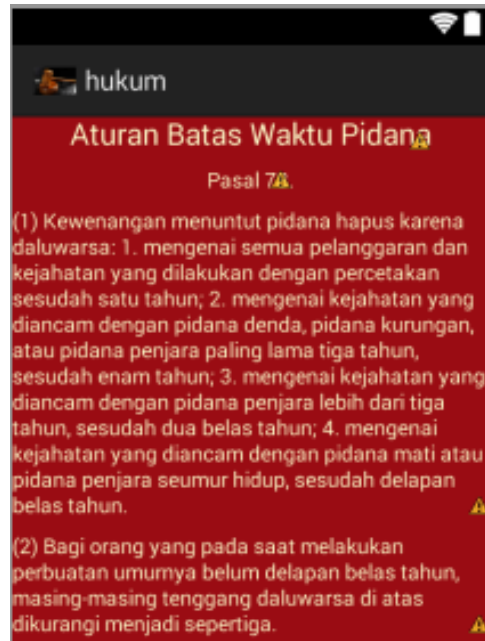 hukum
Aturan Batas Waktu Pidana
Pasal
(1) Kewenangan menuntut pidana hapus karena
daluwarsa: 1. mengenai semua pelanggaran dan
kejahatan yang dilakukan dengan percetakan
sesudah satu tahun; 2. mengenai kejahatan yang
diancam dengan pidana denda, pidana kurungan,
atau pidana penjara paling lama tiga tahun,
sesudah enam tahun; 3. mengenai kejahatan yang
diancam dengan pidana penjara lebih dari tiga
tahun, sesudah dua belas tahun; 4. mengenai
kejahatan yang diancam dengan pidana mati atau
pidana penjara seumur hidup, sesudah delapan
belas tahun.
(2) Bagi orang yang pada saat melakukan
perbuatan umurnya belum delapan belas tahun,
masing-masing tenggang daluwarsa di atas
dikurangi menjadi sepertiga.